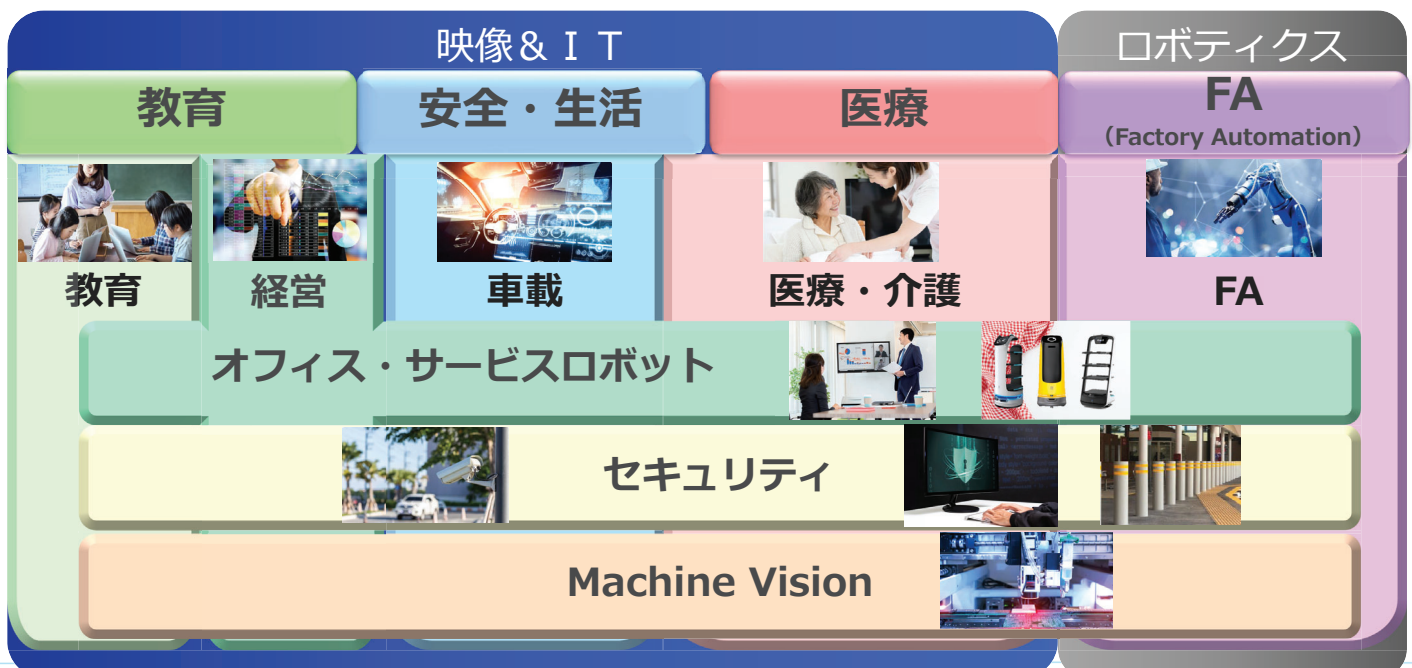 映像＆ＩＴ
ロボティクス
教育
安全・生活
医療
FA
（Factory Automation）
教育
経営
車載
医療・介護
FA
オフィス・サービスロボット
セキュリティ
Machine Vision